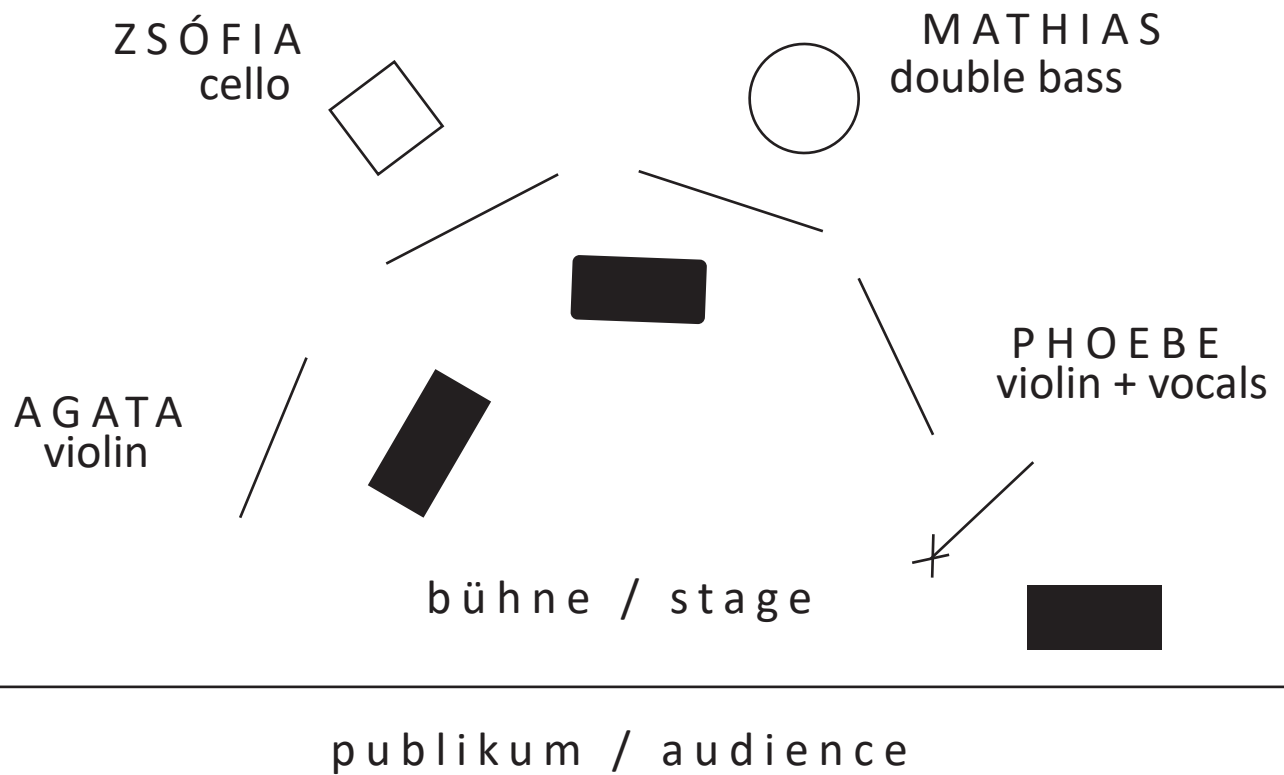 ZSÓFIA
cello
MATHIAS
double bass
AGATA
violin
PHOEBE
violin + vocals
bühne / stage
publikum / audience